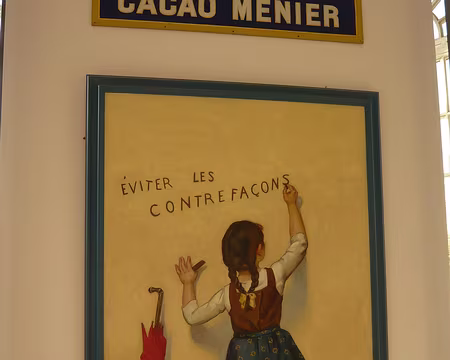 CACAO MENIER
ÉVITER LES
CONTREFAÇONS